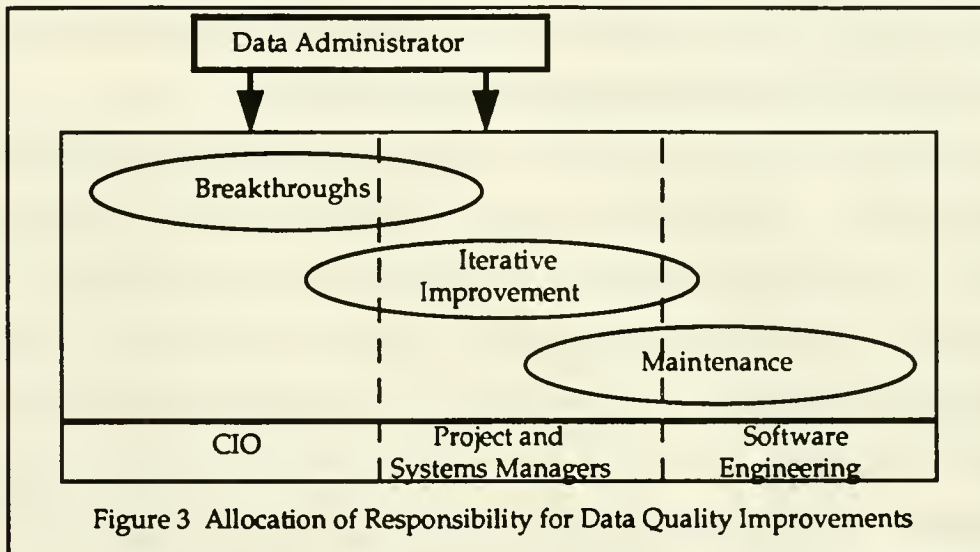 Data Administrator
Breakthroughs
Iterative
Improvement
Maintenance
CIO
Project and
Systems Managers
Software
Engineering
Figure 3 Allocation of Responsibility for Data Quality Improvements